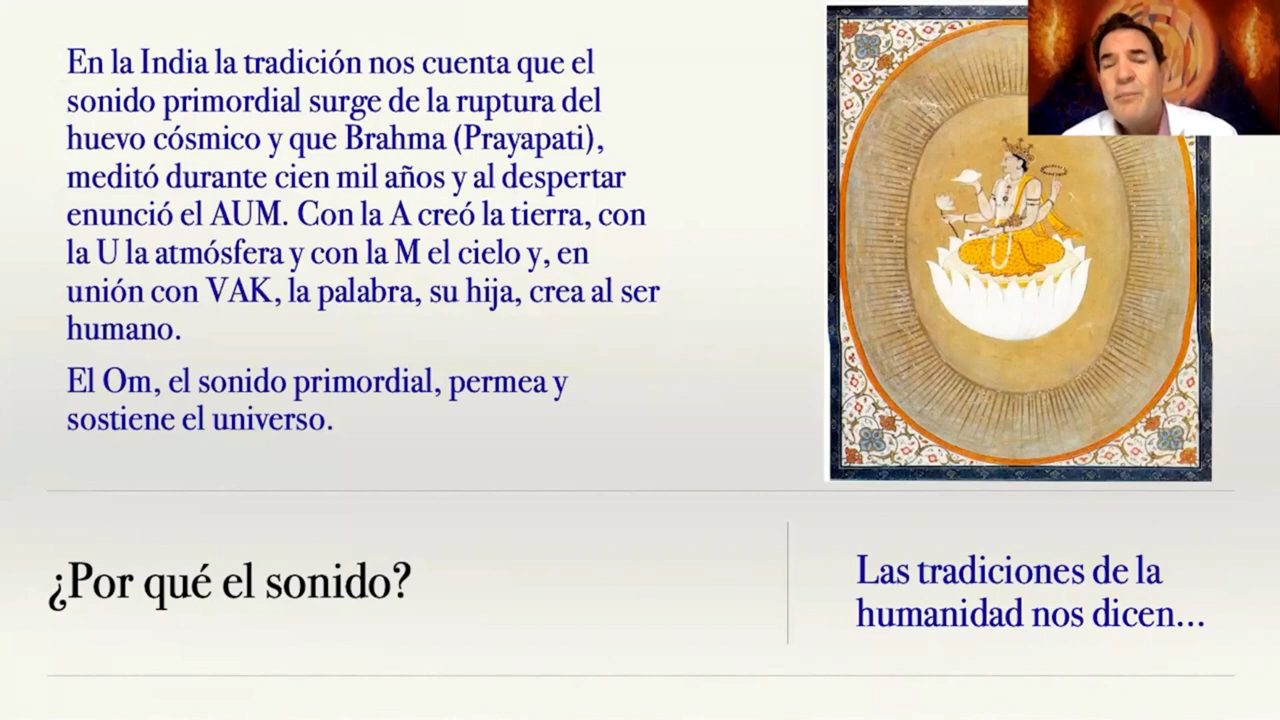 En la India la tradición nos cuenta que el
sonido primordial surge de la ruptura del
huevo cósmico y que Brahma (Prayapati),
meditó durante cien mil años y al despertar
enunció el AUM. Con la A creó la tierra, con
la U la atmósfera y con la M el cielo y, en
unión con VAK, la palabra, su hija, crea al ser
humano.
El Om, el sonido primordial, permea y
sostiene el universo.
¿Por qué el sonido?
Las tradiciones de la
humanidad nos dicen...